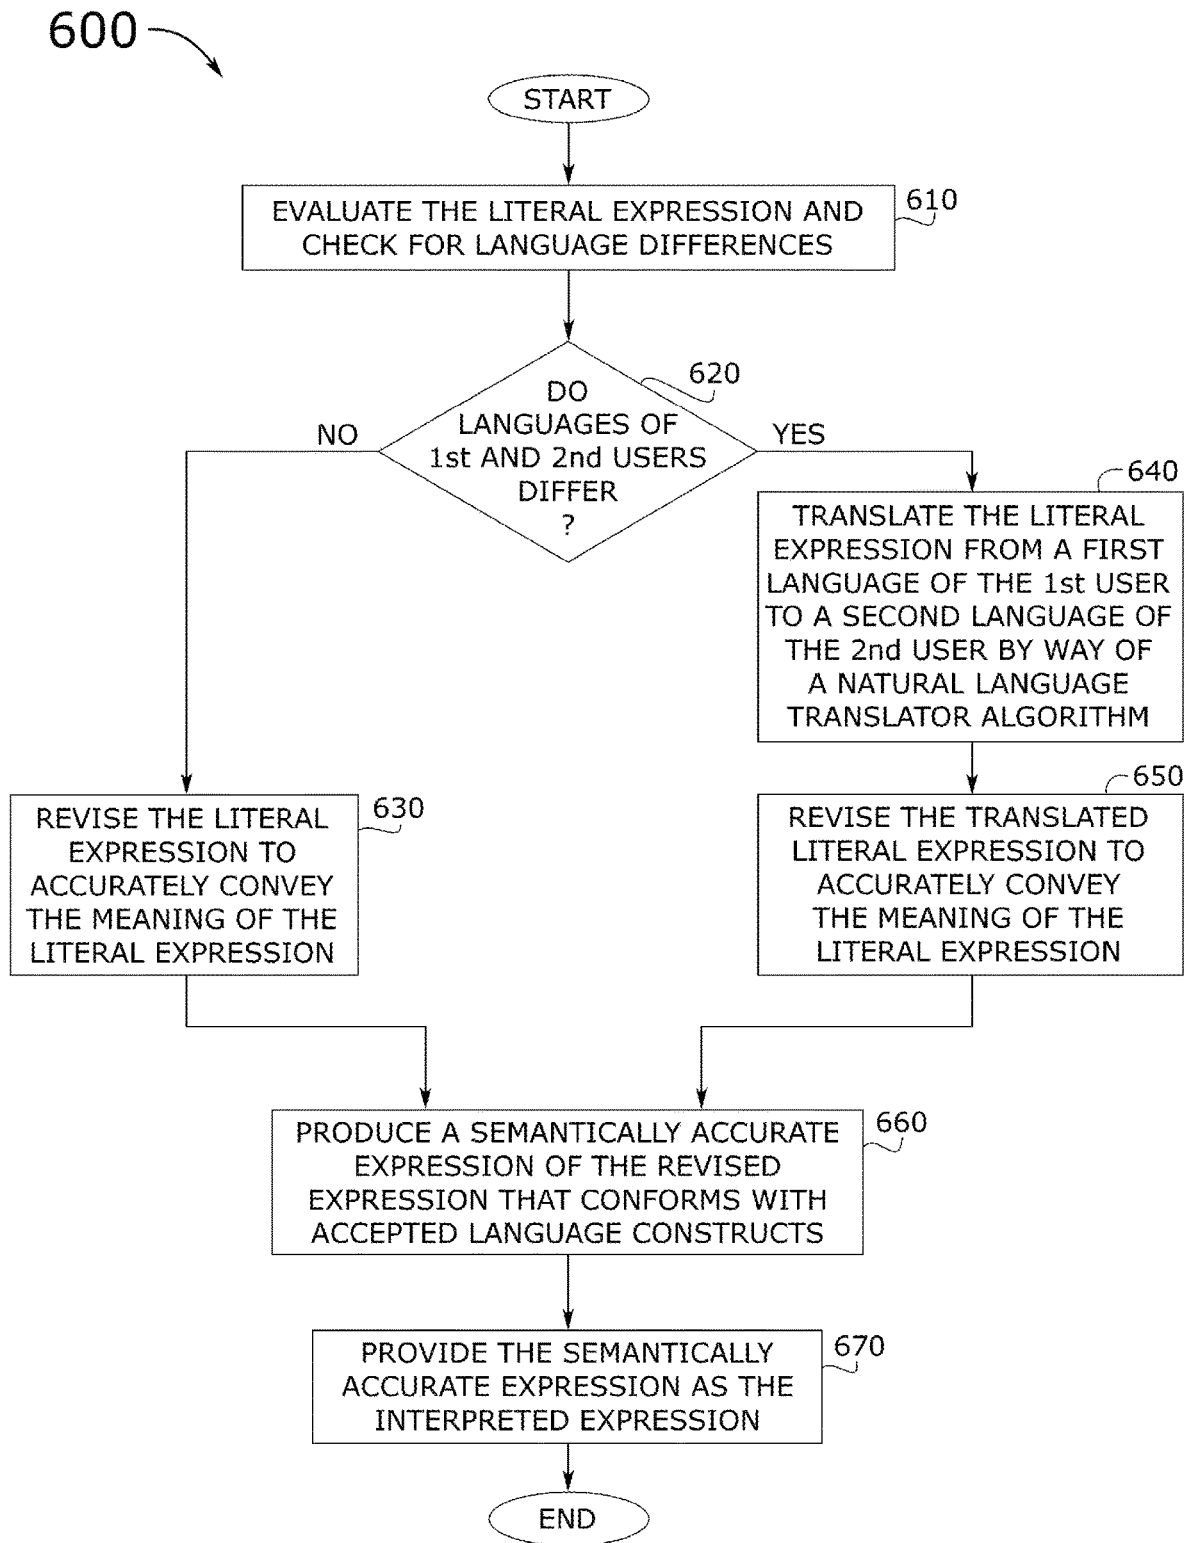 600
START
EVALUATE THE LITERAL EXPRESSION AND
CHECK FOR LANGUAGE DIFFERENCES
610
DO
LANGUAGES OF
1st AND 2nd USERS
DIFFER
?
620
NO
YES
640
TRANSLATE THE LITERAL
EXPRESSION FROM A FIRST
LANGUAGE OF THE 1st USER
TO A SECOND LANGUAGE OF
THE 2nd USER BY WAY OF
A NATURAL LANGUAGE
TRANSLATOR ALGORITHM
REVISE THE LITERAL
EXPRESSION TO
ACCURATELY CONVEY
THE MEANING OF THE
LITERAL EXPRESSION
630
650
REVISE THE TRANSLATED
LITERAL EXPRESSION TO
ACCURATELY CONVEY
THE MEANING OF THE
LITERAL EXPRESSION
PRODUCE A SEMANTICALLY ACCURATE
EXPRESSION OF THE REVISED
EXPRESSION THAT CONFORMS WITH
ACCEPTED LANGUAGE CONSTRUCTS
660
PROVIDE THE SEMANTICALLY
ACCURATE EXPRESSION AS THE
INTERPRETED EXPRESSION
670
END